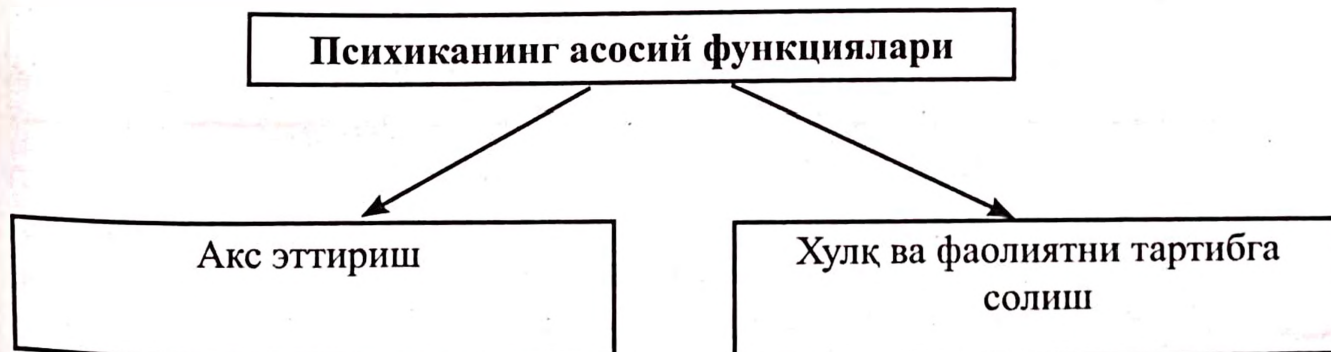 Психиканинг асосий функциялари
Акс эттириш
Хулқ ва фаолиятни тартибга
солиш